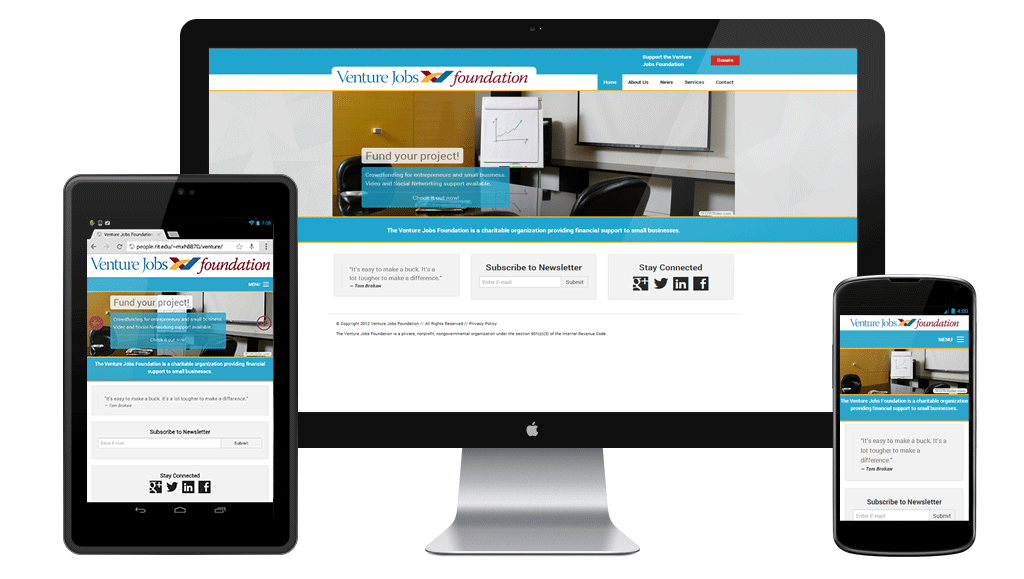 Support the Venture
Jobs Foundation
Donate
Venture Jobs foundation
Home About Us News Services Contact
Fund your project!
Crowdfunding for entrepreneurs and small business.
Video and Social Networking support available.
Check it out now!
The Venture Jobs Foundation is a charitable organization providing financial support to small businesses.
"It's easy to make a buck. It's a
lot tougher to make a difference."
– Tom Brokaw
Subscribe to Newsletter
Enter E-mail Submit
Stay Connected
© Copyright 2013 Venture Jobs Foundation // All Rights Reserved // Privacy Policy
The Venture Jobs Foundation is a private, nonprofit, nongovernmental organization under the section 501(c)(3) of the Internal Revenue Code.
7:05
Venture Jobs Foundation
people.rit.edu/~mxh8870/venture/
Venture Jobs foundation
MENU
Fund your project!
Crowdfunding for entrepreneurs and small business.
Video and Social Networking support available.
Check it out now!
The Venture Jobs Foundation is a charitable organization providing financial
support to small businesses.
"It's easy to make a buck. It's a lot tougher to make a difference."
– Tom Brokaw
Subscribe to Newsletter
Enter E-mail Submit
Stay Connected
4:00
Venture Jobs foundation
MENU
The Venture Jobs Foundation is a charitable organization
providing financial support to small businesses.
"It's easy to make a buck. It's a
lot tougher to make a
difference."
– Tom Brokaw
Subscribe to Newsletter
Enter E-mail Submit